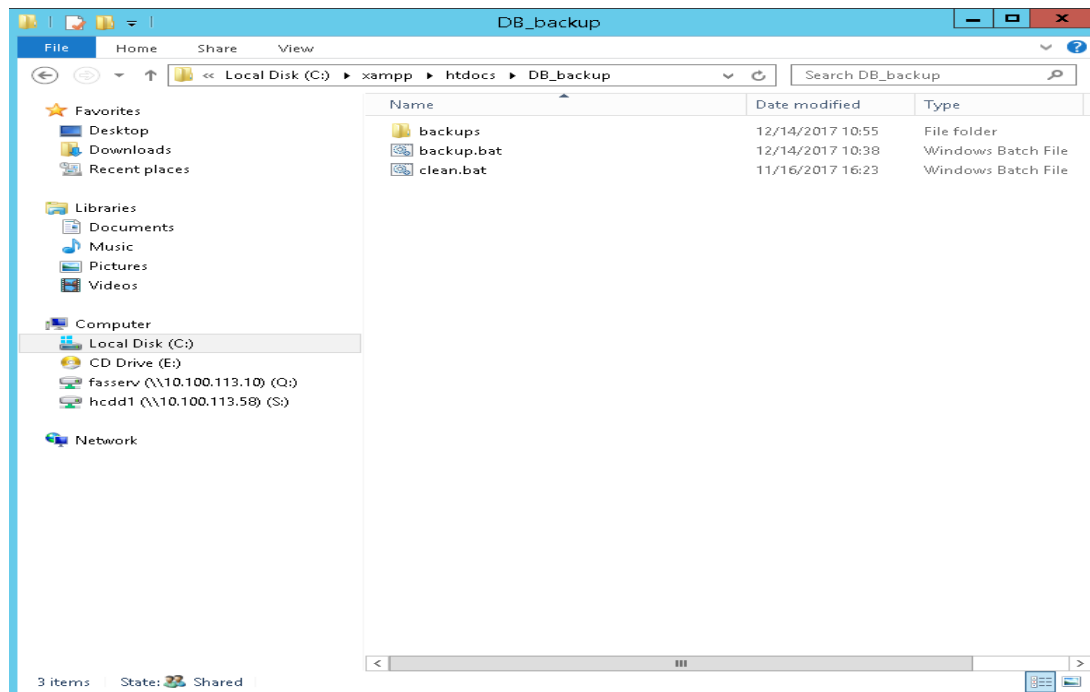 DB_backup
File Home Share View
« Local Disk (C:) xampp htdocs DB_backup Search DB_backup
Favorites
Desktop
Downloads
Recent places
Libraries
Documents
Music
Pictures
Videos
Computer
Local Disk (C:)
CD Drive (E:)
fasserv (\\10.100.113.10) (Q:)
hcdd1 (\\10.100.113.58) (S:)
Network
Name Date modified Type
backups 12/14/2017 10:55 File folder
backup.bat 12/14/2017 10:38 Windows Batch File
clean.bat 11/16/2017 16:23 Windows Batch File
3 items State: Shared